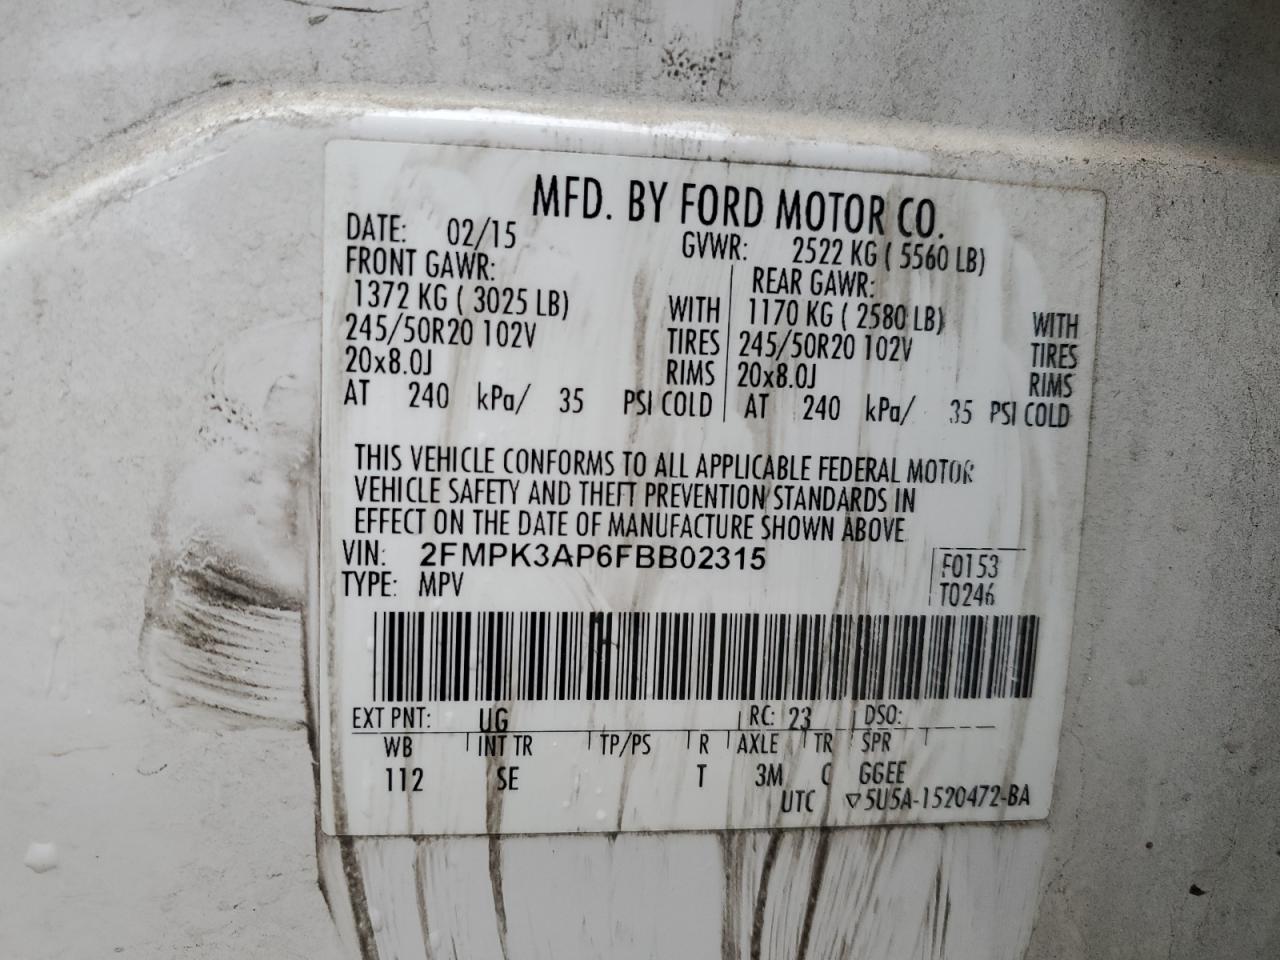 MFD. BY FORD MOTOR CO.
DATE: 02/15 GVWR: 2522 KG ( 5560 LB)
FRONT GAWR: REAR GAWR:
1372 KG ( 3025 LB) WITH 1170 KG ( 2580 LB) WITH
245/50R20 102V TIRES 245/50R20 102V TIRES
20x8.0J RIMS 20x8.0J RIMS
AT 240 kPa/ 35 PSI COLD AT 240 kPa/ 35 PSI COLD
THIS VEHICLE CONFORMS TO ALL APPLICABLE FEDERAL MOTOR
VEHICLE SAFETY AND THEFT PREVENTION STANDARDS IN
EFFECT ON THE DATE OF MANUFACTURE SHOWN ABOVE.
VIN: 2FMPK3AP6FBB02315 F0153
TYPE: MPV T0246
EXT PNT: UG RC: 23 DSO:
WB INT TR TP/PS R AXLE TR SPR
112 SE T 3M C GGEE
UTC ▽5U5A-1520472-BA